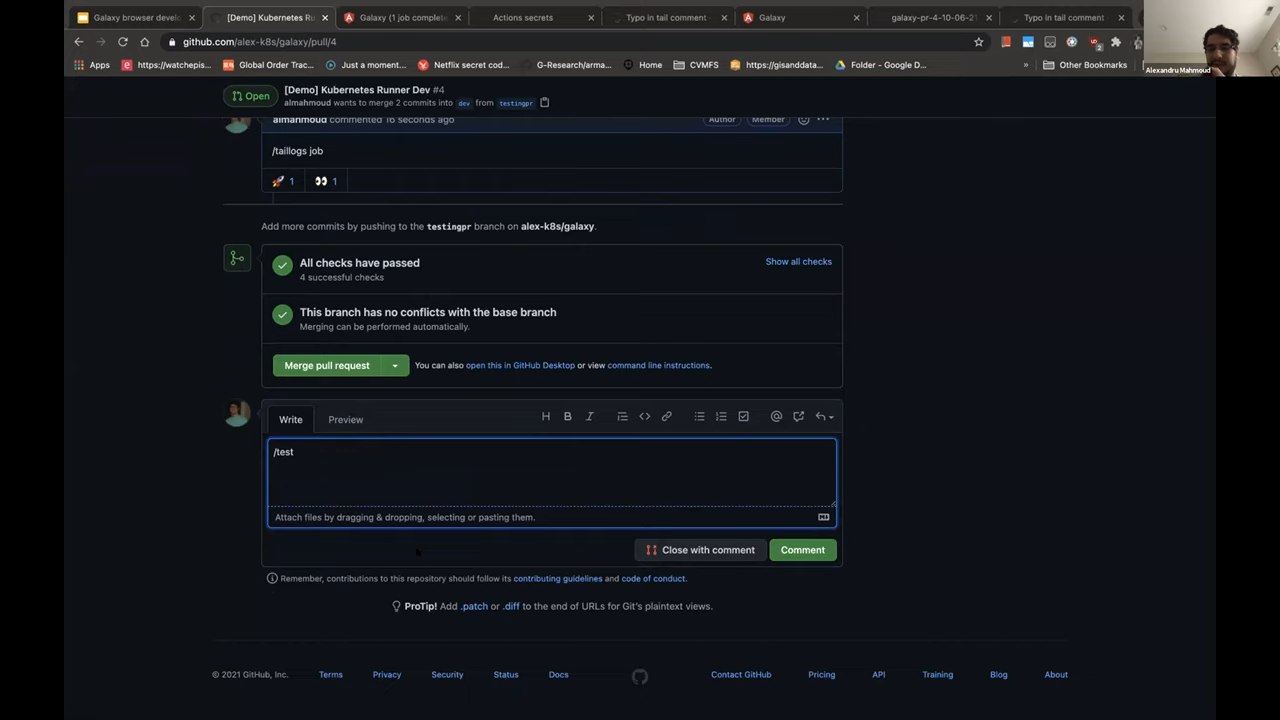 Galaxy browser develo
[Demo] Kubernetes R
Galaxy (1 job complet
Actions secrets
Typo in tail comment ·
Galaxy
galaxy-pr-4-10-06-21
Typo in tail comment
github.com/alex-k8s/galaxy/pull/4
Apps
https://watchepis...
Global Order Trac...
Just a moment...
Netflix secret cod...
G-Research/arma...
Home
CVMFS
https://gisanddata...
Folder - Google D...
»
Other Bookmarks
Alexandru Mahmoud
Open
[Demo] Kubernetes Runner Dev #4
almahmoud wants to merge 2 commits into dev from testingpr
almahmoud commented 16 seconds ago
Author
Member
/taillogs job
1
1
Add more commits by pushing to the testingpr branch on alex-k8s/galaxy.
All checks have passed
4 successful checks
Show all checks
This branch has no conflicts with the base branch
Merging can be performed automatically.
Merge pull request
You can also open this in GitHub Desktop or view command line instructions.
Write
Preview
/test
Attach files by dragging & dropping, selecting or pasting them.
Close with comment
Comment
Remember, contributions to this repository should follow its contributing guidelines and code of conduct.
ProTip! Add .patch or .diff to the end of URLs for Git's plaintext views.
© 2021 GitHub, Inc.
Terms
Privacy
Security
Status
Docs
Contact GitHub
Pricing
API
Training
Blog
About